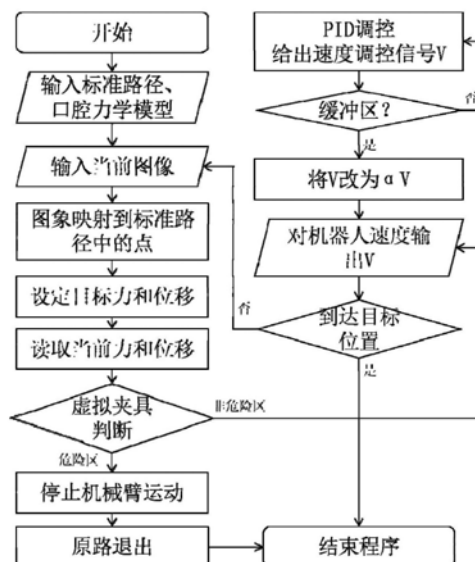 开始
输入标准路径、
口腔力学模型
输入当前图像
图象映射到标准路
径中的点
设定目标力和位移
读取当前力和位移
虚拟夹具
判断
非危险区
危险区
停止机械臂运动
原路退出
PID调控
给出速度调控信号V
缓冲区?
否
是
将V改为αV
对机器人速度输
出V
否
到达目标
位置
是
结束程序